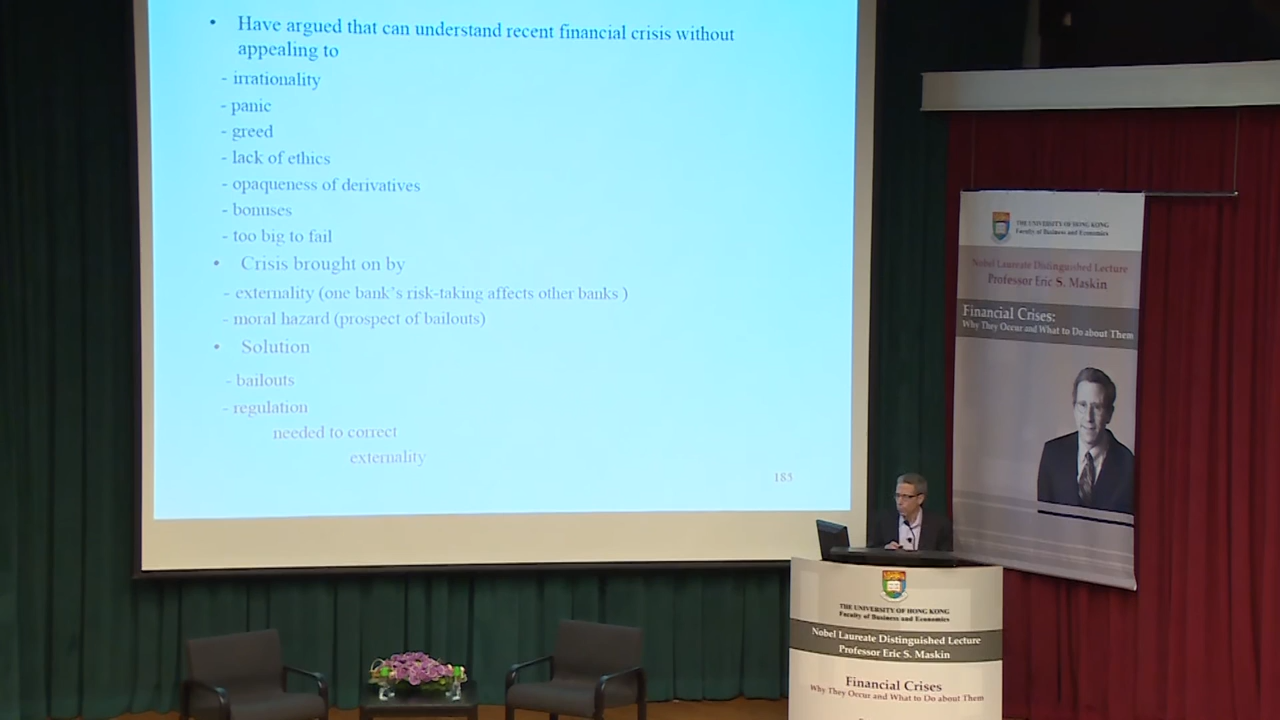 • Have argued that can understand recent financial crisis without
appealing to
- irrationality
- panic
- greed
- lack of ethics
- opaqueness of derivatives
- bonuses
- too big to fail
• Crisis brought on by
- externality (one bank's risk-taking affects other banks )
- moral hazard (prospect of bailouts)
• Solution
- bailouts
- regulation
needed to correct
externality
185
THE UNIVERSITY OF HONG KONG
Faculty of Business and Economics
Nobel Laureate Distinguished Lecture
Professor Eric S. Maskin
Financial Crises:
Why They Occur and What to Do about Them
THE UNIVERSITY OF HONG KONG
Faculty of Business and Economics
Nobel Laureate Distinguished Lecture
Professor Eric S. Maskin
Financial Crises
Why They Occur and What to Do about Them